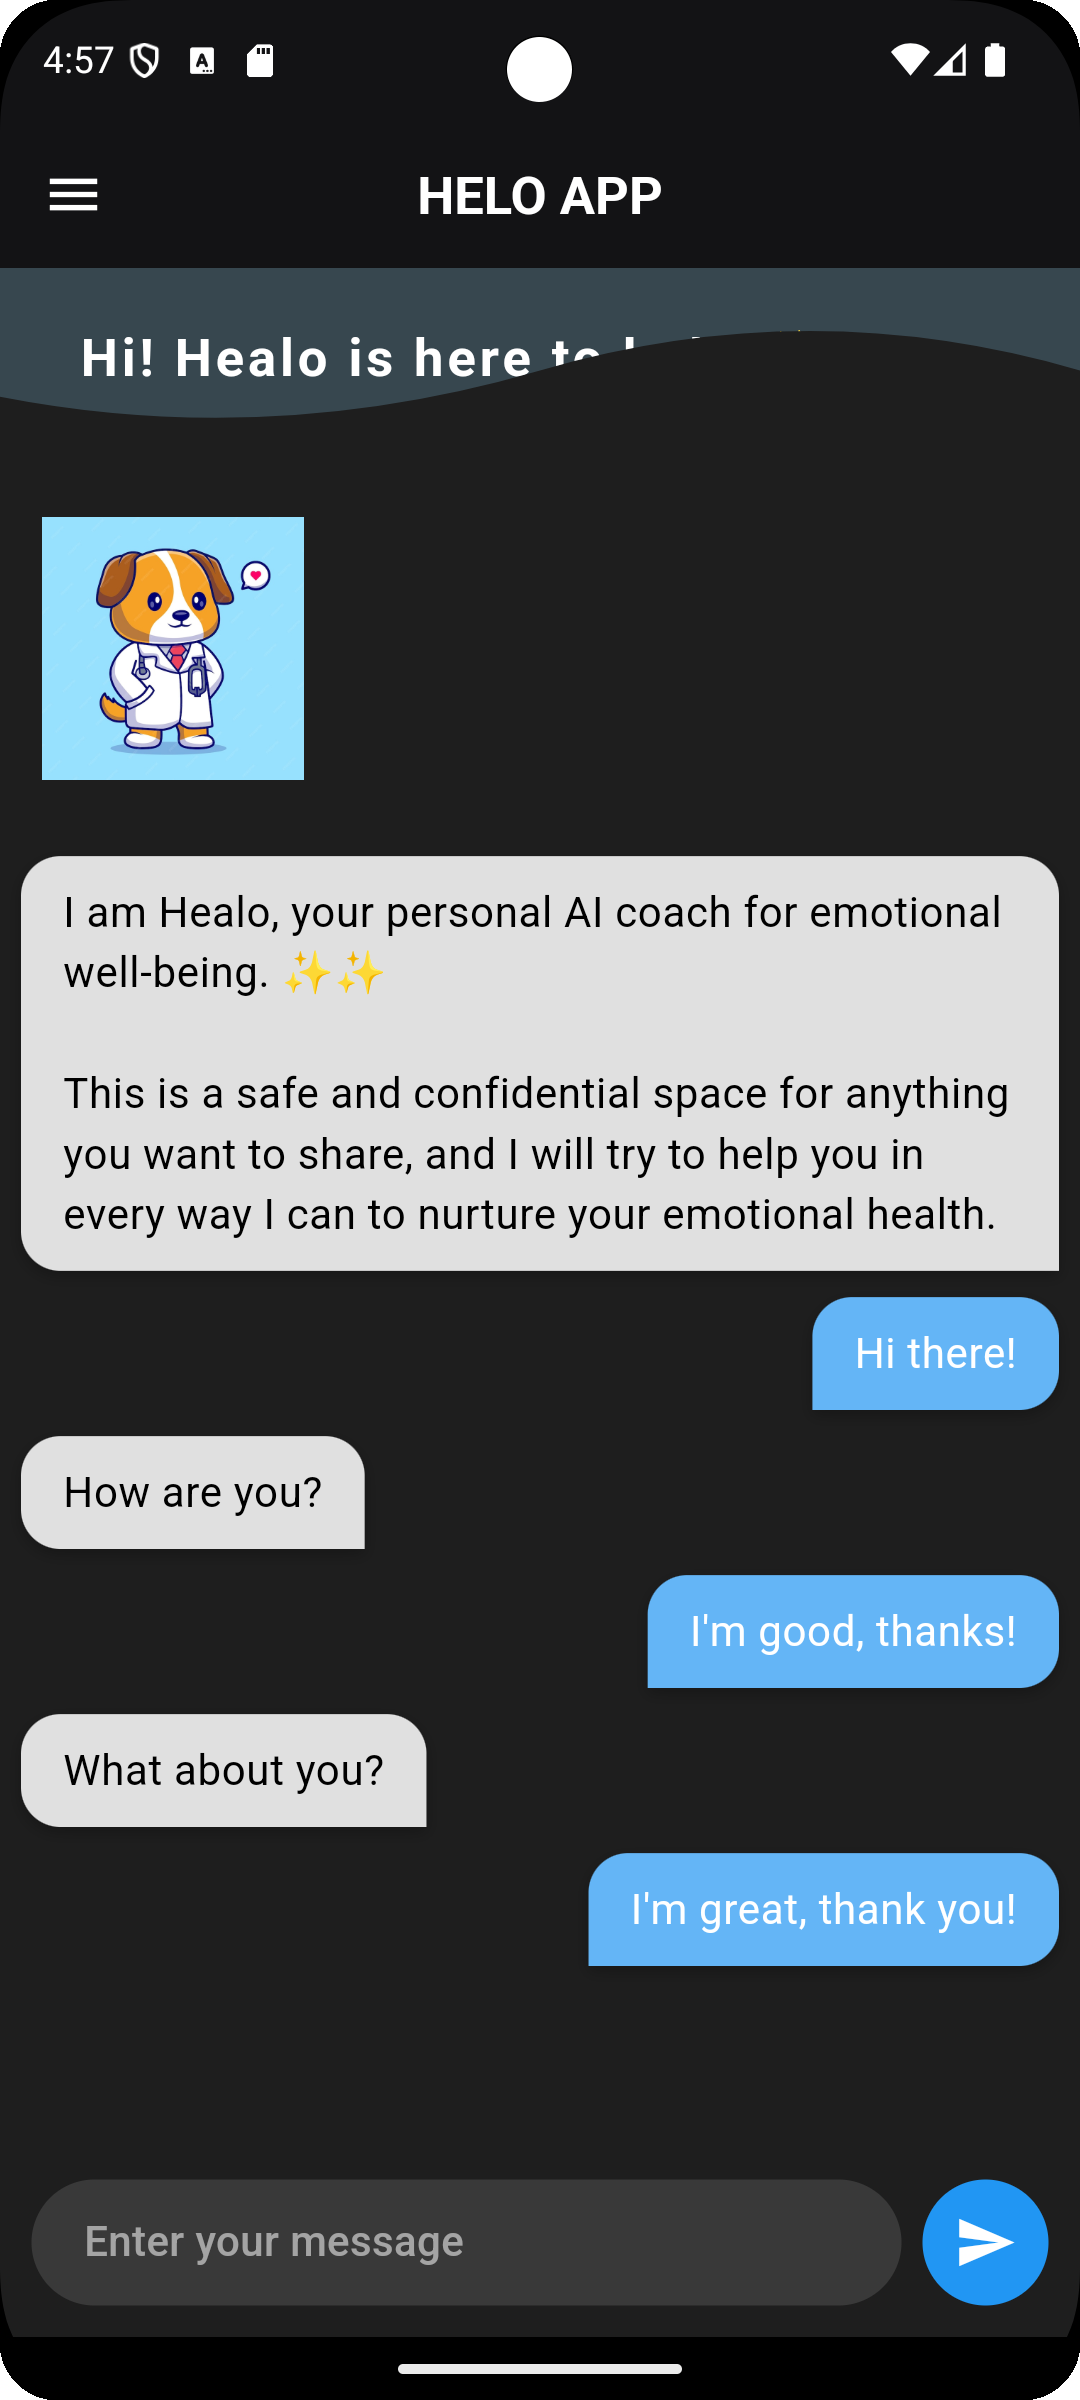 4:57
HELO APP
Hi! Healo is here to
I am Healo, your personal AI coach for emotional
well-being. ✨✨
This is a safe and confidential space for anything
you want to share, and I will try to help you in
every way I can to nurture your emotional health.
Hi there!
How are you?
I'm good, thanks!
What about you?
I'm great, thank you!
Enter your message